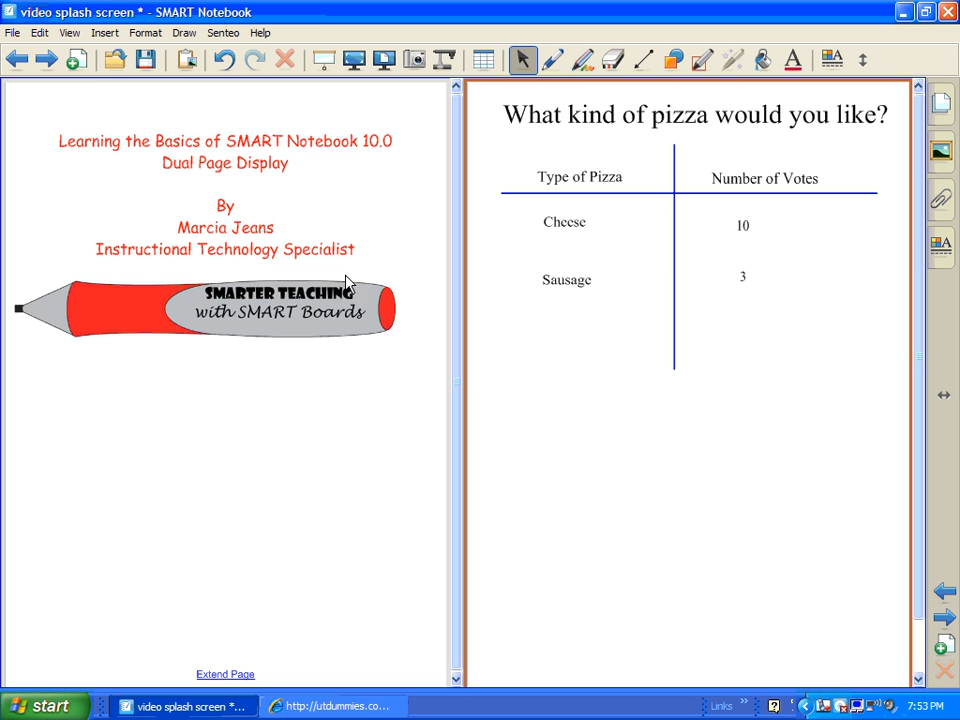 video splash screen * - SMART Notebook
File Edit View Insert Format Draw Senteo Help
Learning the Basics of SMART Notebook 10.0
Dual Page Display
By
Marcia Jeans
Instructional Technology Specialist
SMARTER TEACHING
with SMART Boards
Extend Page
What kind of pizza would you like?
Type of Pizza Number of Votes
Cheese 10
Sausage 3
start video splash screen *... http://utdummies.co... Links 7:53 PM